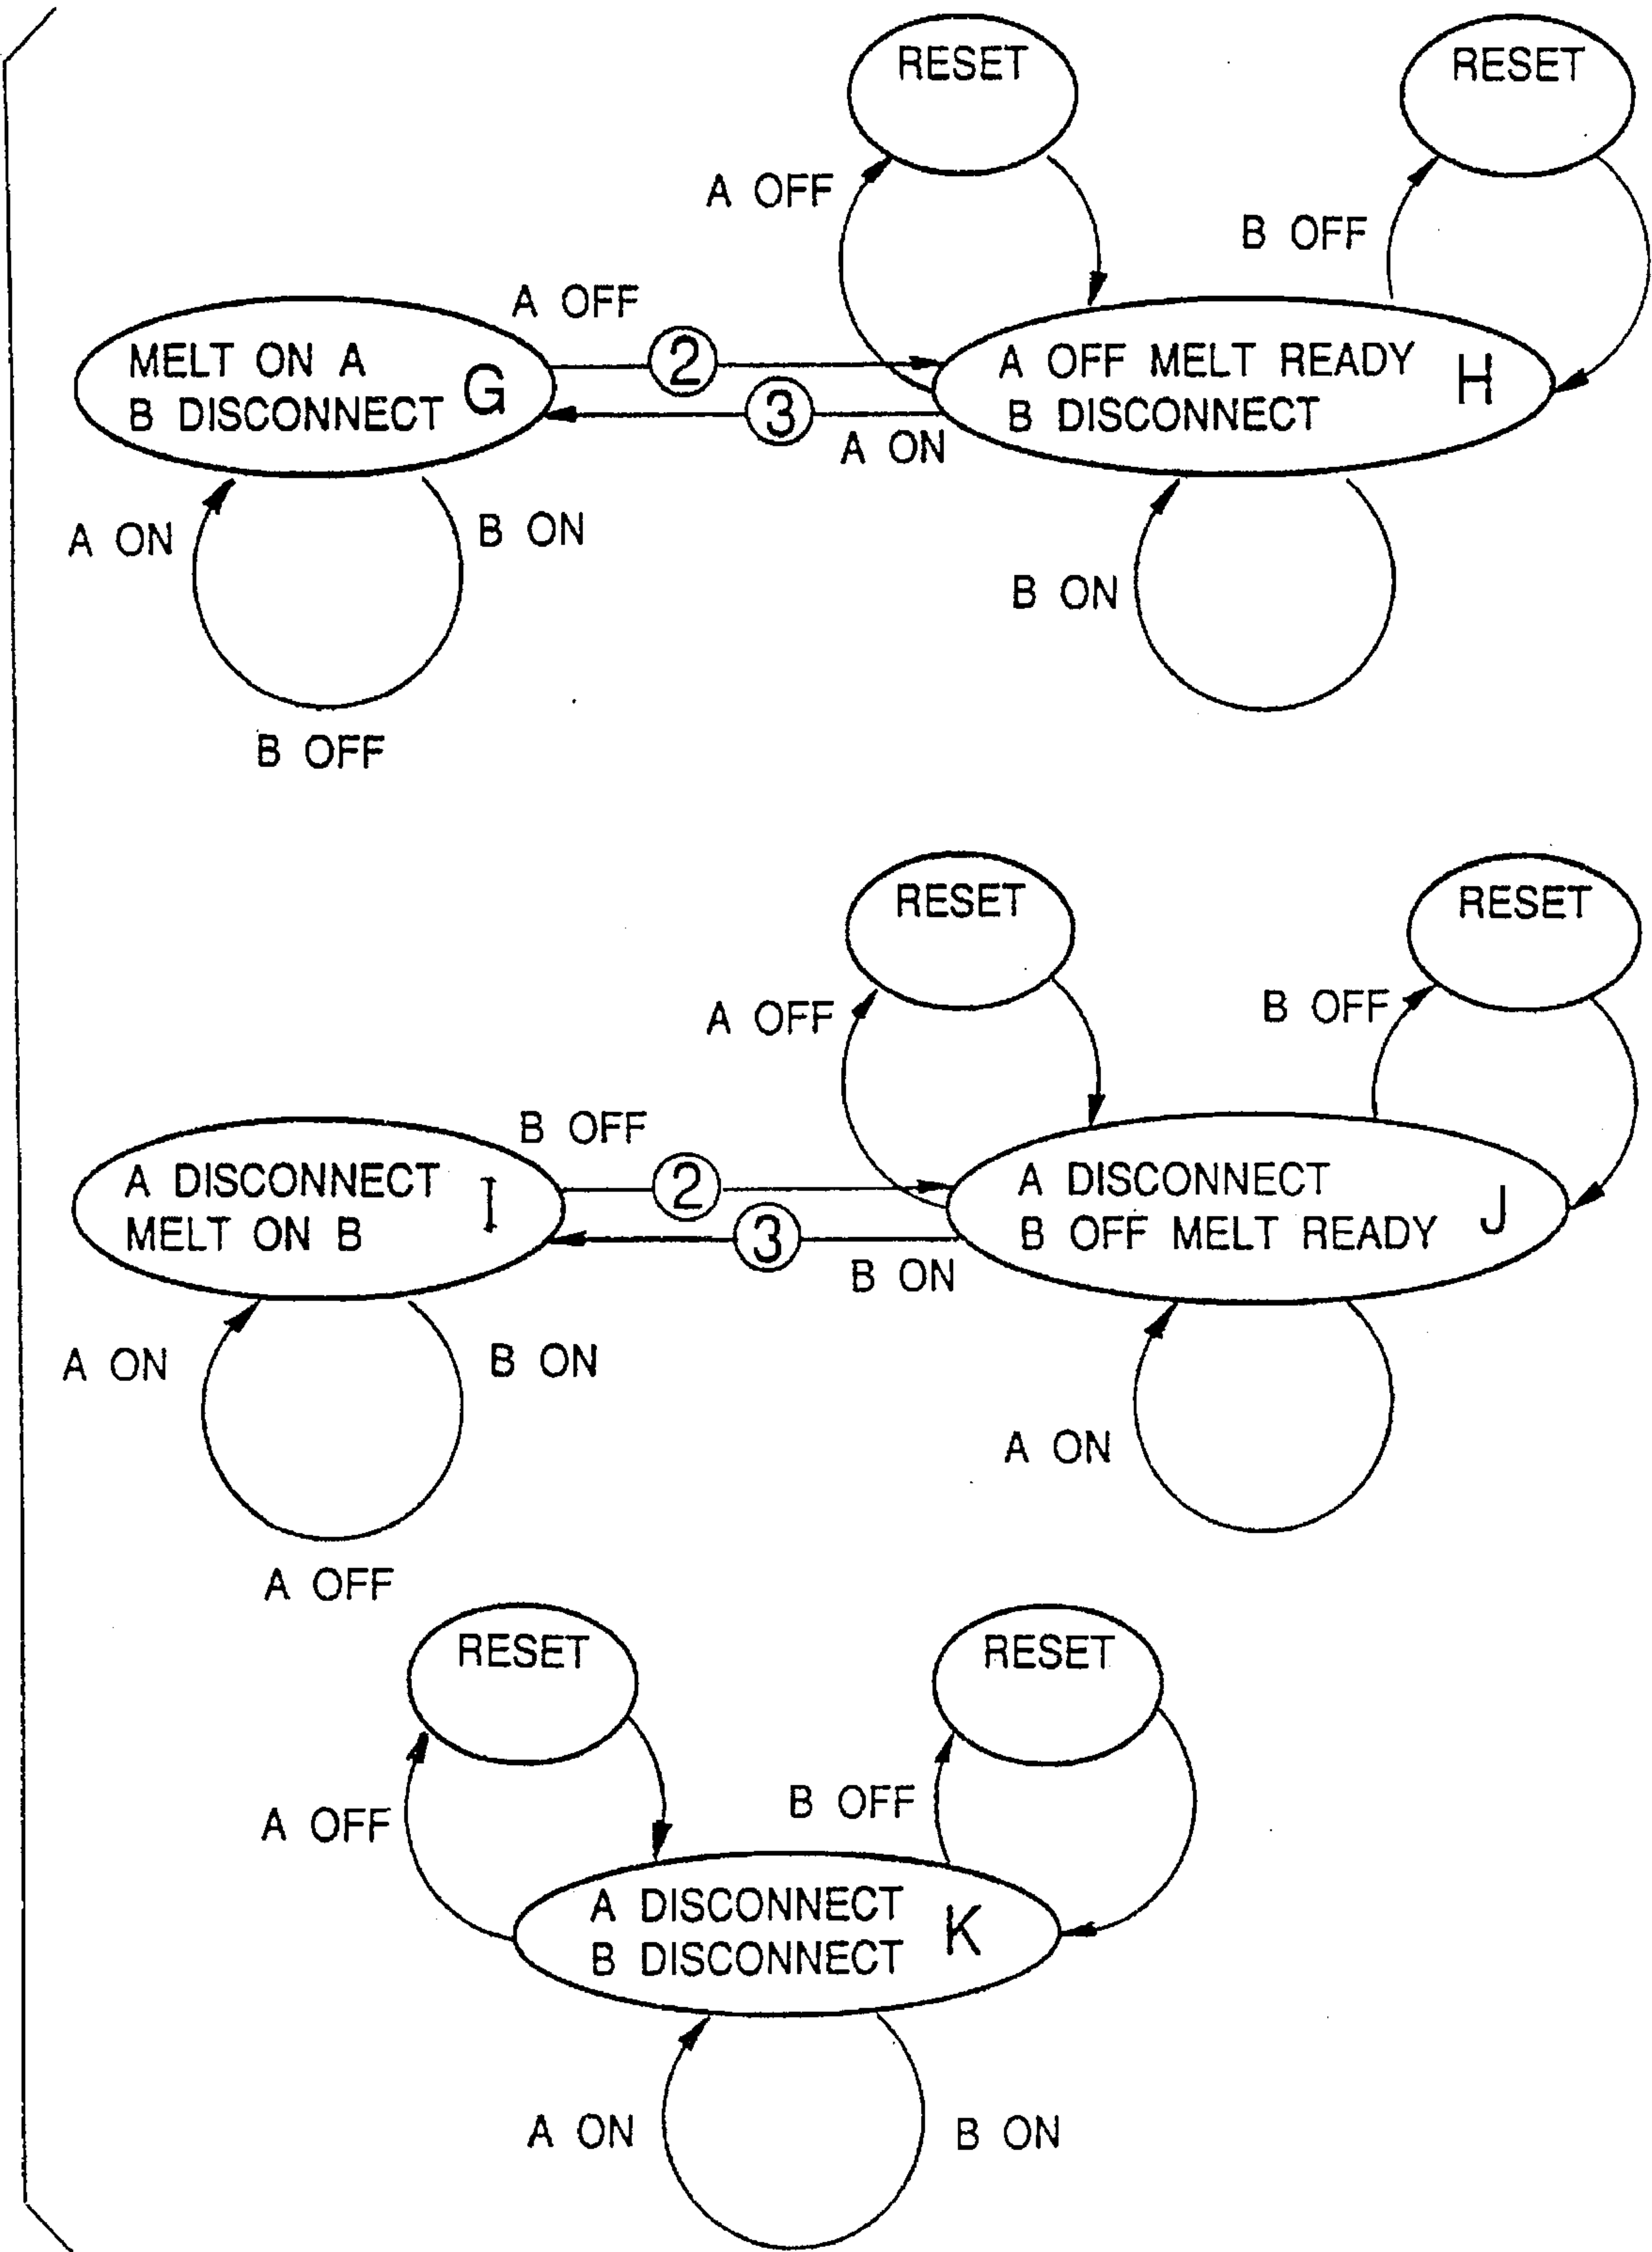 RESET
RESET
A OFF
B OFF
A OFF
MELT ON A
B DISCONNECT
G
2
3
A OFF MELT READY
B DISCONNECT
H
A ON
A ON
B ON
B ON
B OFF
RESET
RESET
A OFF
B OFF
B OFF
A DISCONNECT
MELT ON B
I
2
3
A DISCONNECT
B OFF MELT READY
J
B ON
A ON
B ON
A ON
A OFF
RESET
RESET
A OFF
B OFF
A DISCONNECT
B DISCONNECT
K
A ON
B ON